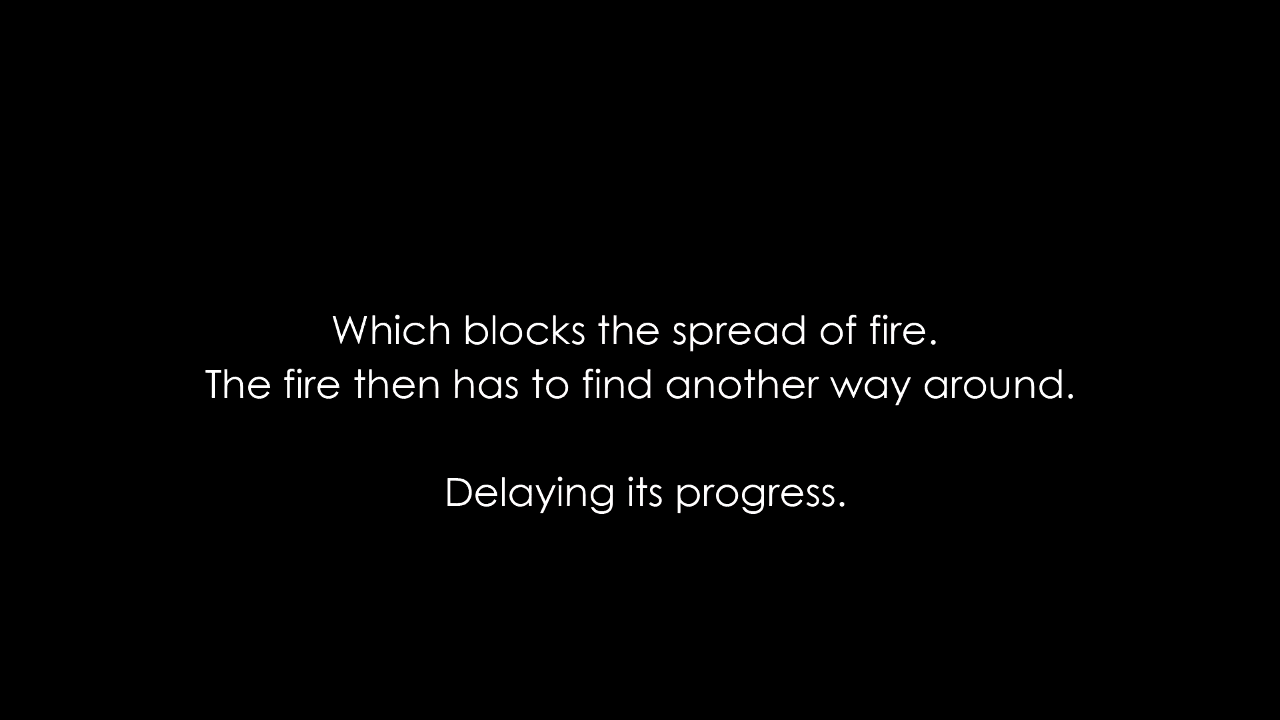 Which blocks the spread of fire.
The fire then has to find another way around.
Delaying its progress.